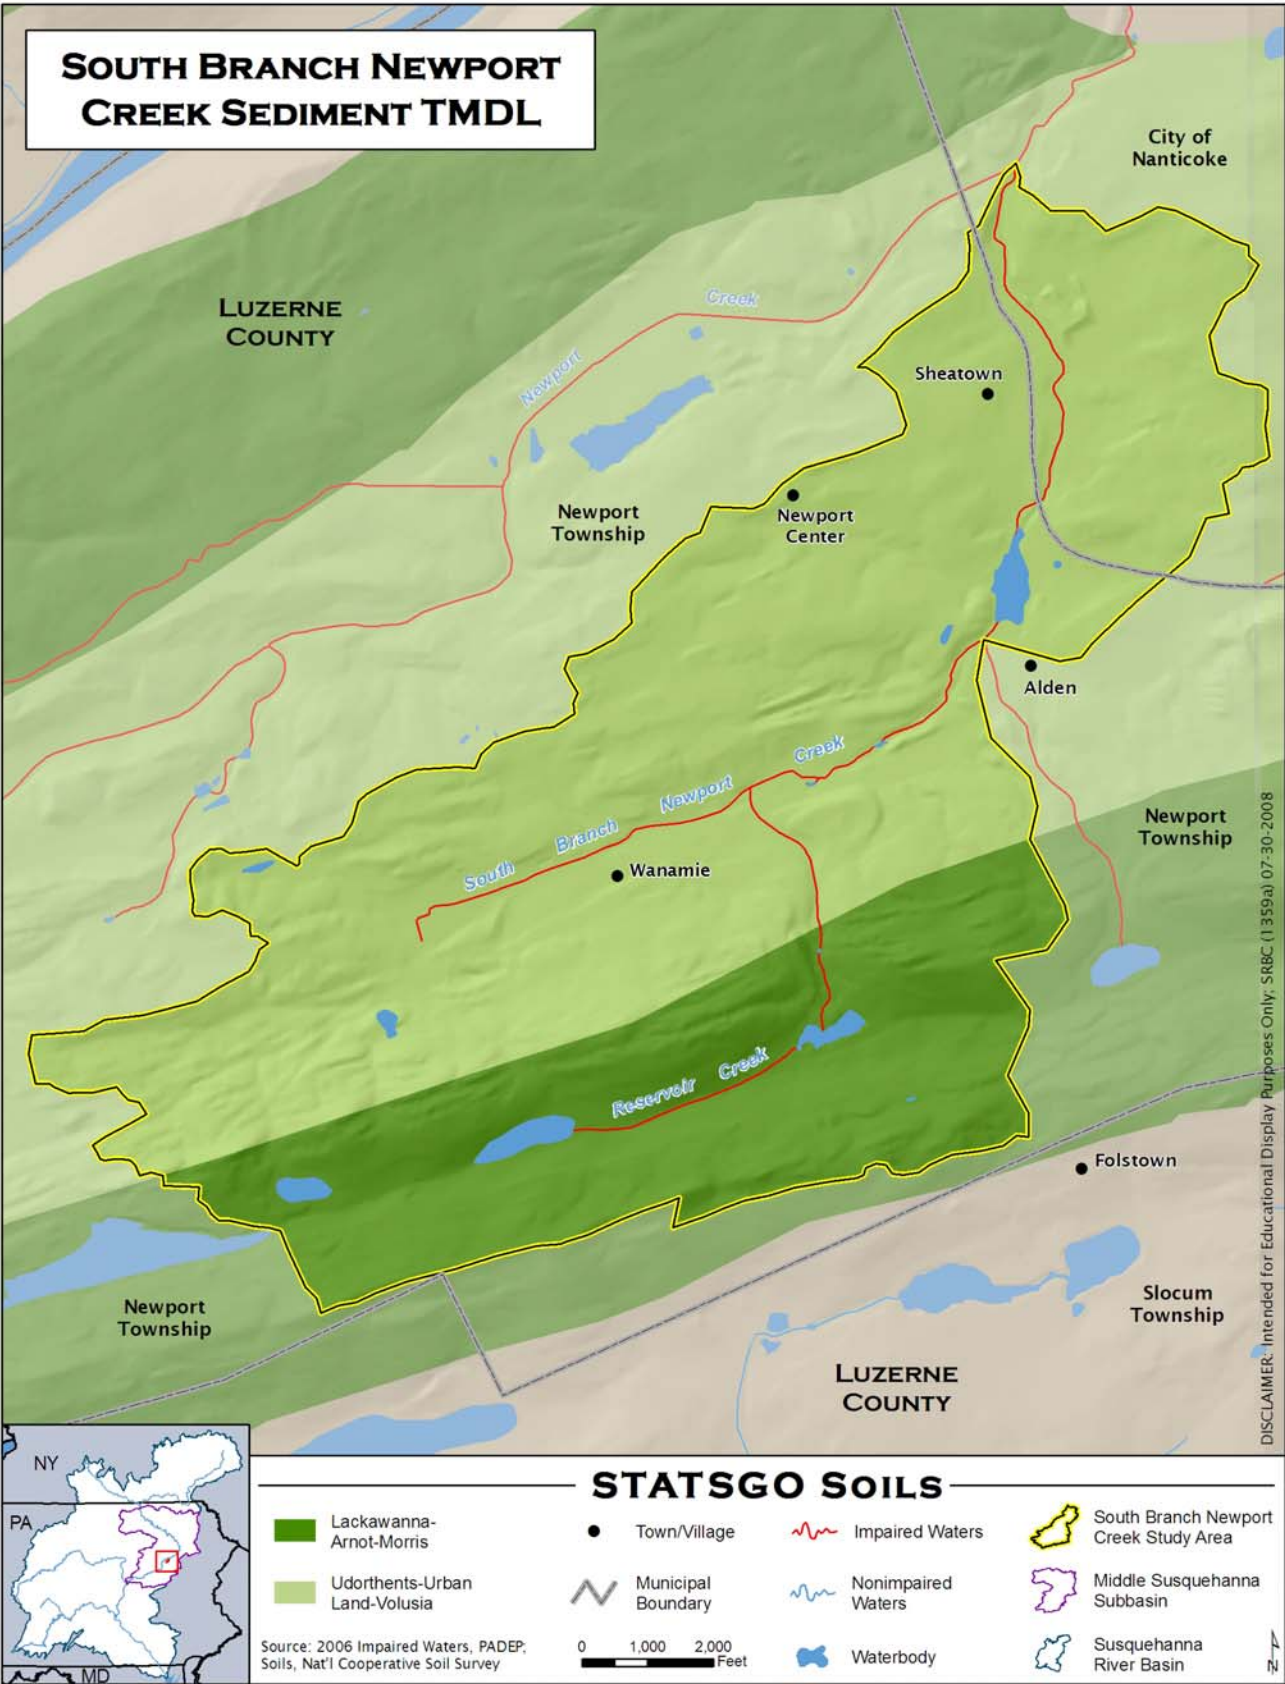 SOUTH BRANCH NEWPORT
CREEK SEDIMENT TMDL
City of
Nanticoke
LUZERNE
COUNTY
Creek
Newport
Sheatown
Newport
Township
Newport
Center
Alden
Creek
Newport
Branch
South
Wanamie
Newport
Township
Reservoir Creek
Folstown
Newport
Township
Slocum
Township
LUZERNE
COUNTY
DISCLAIMER: Intended for Educational Display Purposes Only; SRBC (1359a) 07-30-2008
NY
PA
MD
STATSGO SOILS
Lackawanna-
Arnot-Morris
Udorthents-Urban
Land-Volusia
Source: 2006 Impaired Waters, PADEP;
Soils, Nat'l Cooperative Soil Survey
Town/Village
Municipal
Boundary
0 1,000 2,000
Feet
Impaired Waters
Nonimpaired
Waters
Waterbody
South Branch Newport
Creek Study Area
Middle Susquehanna
Subbasin
Susquehanna
River Basin
N